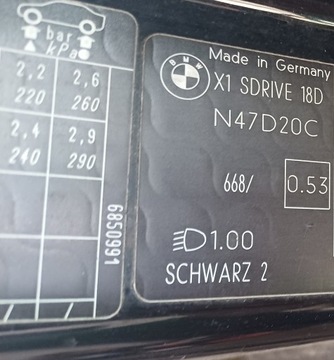 bar
kPa
2,2 2,6
220 260
2,4 2,9
240 290
6850991
Made in Germany
BMW
X1 SDRIVE 18D
N47D20C
668/ 0.53
1.00
SCHWARZ 2